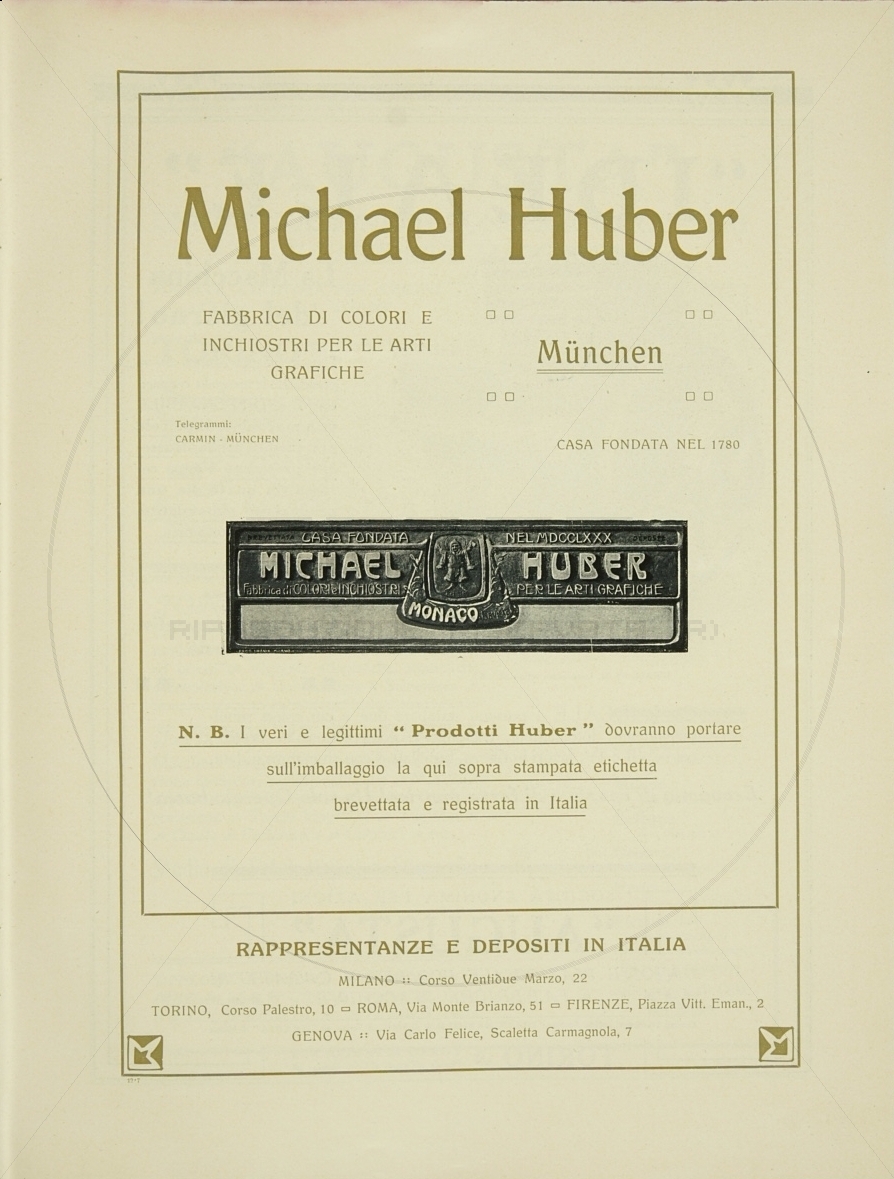 Michael Huber
FABBRICA DI COLORI E
INCHIOSTRI PER LE ARTI
GRAFICHE
München
Telegrammi:
CARMIN - MÜNCHEN
CASA FONDATA NEL 1780
BREVETTATA CASA FONDATA NEL MDCCLXXX
MICHAEL HUBER
Fabbrica di COLORI e INCHIOSTRI PER LE ARTI GRAFICHE
MONACO
N. B. I veri e legittimi “ Prodotti Huber ” dovranno portare
sull'imballaggio la qui sopra stampata etichetta
brevettata e registrata in Italia
RAPPRESENTANZE E DEPOSITI IN ITALIA
MILANO :: Corso Ventidue Marzo, 22
TORINO, Corso Palestro, 10 ▭ ROMA, Via Monte Brianzo, 51 ▭ FIRENZE, Piazza Vitt. Eman., 2
GENOVA :: Via Carlo Felice, Scaletta Carmagnola, 7